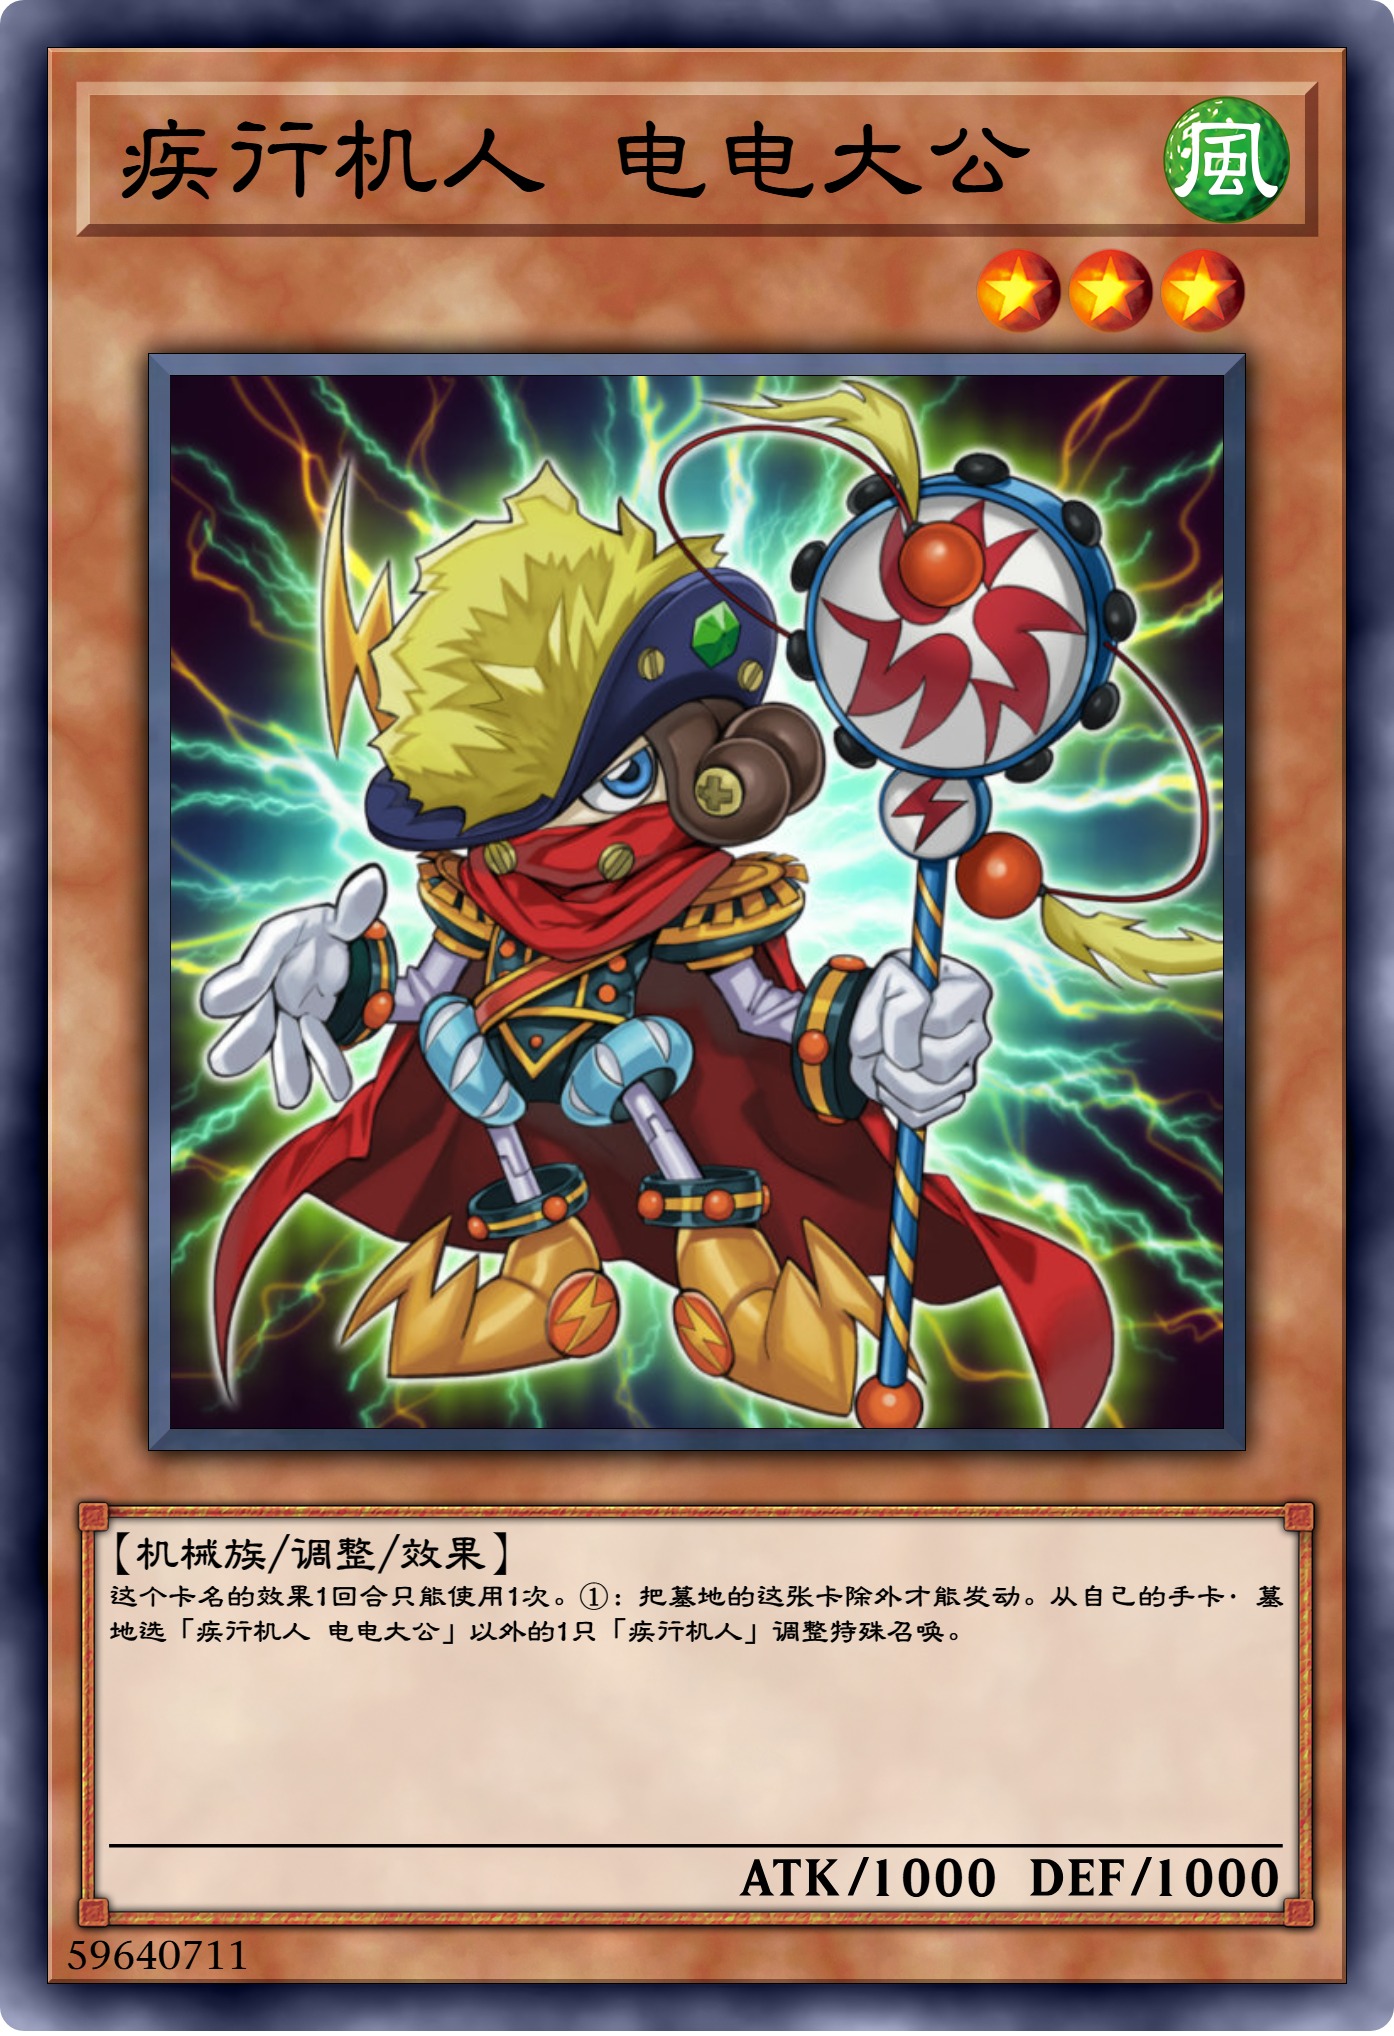 疾行机人 电电大公
風
【机械族/调整/效果】
这个卡名的效果1回合只能使用1次。①：把墓地的这张卡除外才能发动。从自己的手卡·墓
地选「疾行机人 电电大公」以外的1只「疾行机人」调整特殊召唤。
ATK/1000 DEF/1000
59640711